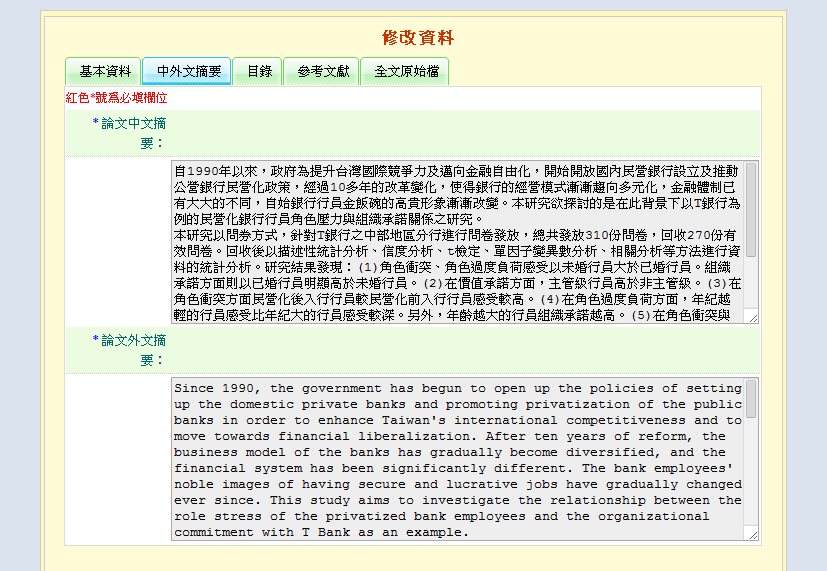 修改資料
基本資料 中外文摘要 目錄 參考文獻 全文原始檔
紅色*號為必填欄位
*論文中文摘
要：
自1990年以來，政府為提升台灣國際競爭力及邁向金融自由化，開始開放國內民營銀行設立及推動
公營銀行民營化政策，經過10多年的改革變化，使得銀行的經營模式漸漸趨向多元化，金融體制已
有大大的不同，自始銀行行員金飯碗的高貴形象漸漸改變。本研究欲探討的是在此背景下以T銀行為
例的民營化銀行行員角色壓力與組織承諾關係之研究。
本研究以問券方式，針對T銀行之中部地區分行進行問卷發放，總共發放310份問卷，回收270份有
效問卷。回收後以描述性統計分析、信度分析、t檢定、單因子變異數分析、相關分析等方法進行資
料的統計分析。研究結果發現：(1)角色衝突、角色過度負荷感受以未婚行員大於已婚行員。組織
承諾方面則以已婚行員明顯高於未婚行員。(2)在價值承諾方面，主管級行員高於非主管級。(3)在
角色衝突方面民營化後入行行員較民營化前入行行員感受較高。(4)在角色過度負荷方面，年紀越
輕的行員感受比年紀大的行員感受較深。另外，年齡越大的行員組織承諾越高。(5)在角色衝突與
*論文外文摘
要：
Since 1990, the government has begun to open up the policies of setting
up the domestic private banks and promoting privatization of the public
banks in order to enhance Taiwan's international competitiveness and to
move towards financial liberalization. After ten years of reform, the
business model of the banks has gradually become diversified, and the
financial system has been significantly different. The bank employees'
noble images of having secure and lucrative jobs have gradually changed
ever since. This study aims to investigate the relationship between the
role stress of the privatized bank employees and the organizational
commitment with T Bank as an example.